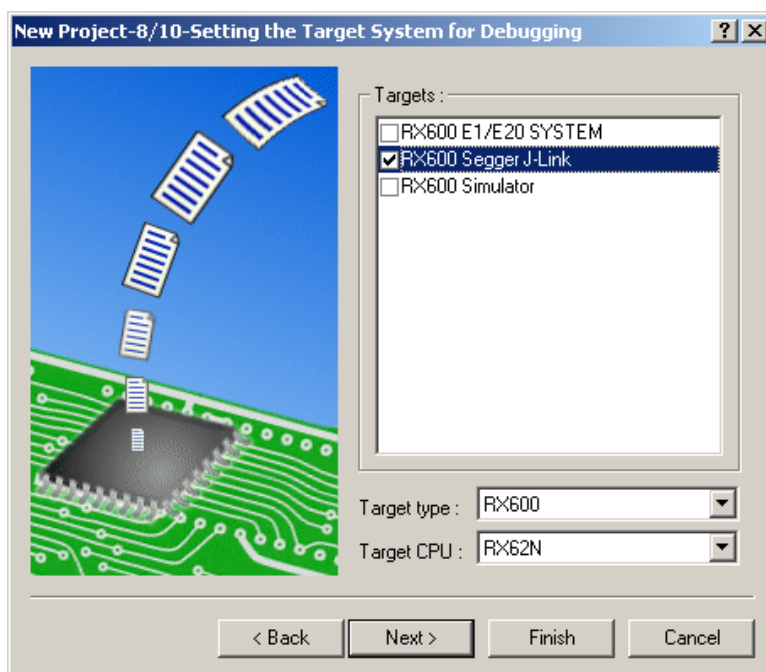 New Project-8/10-Setting the Target System for Debugging
Targets :
RX600 E1/E20 SYSTEM
RX600 Segger J-Link
RX600 Simulator
Target type : RX600
Target CPU : RX62N
< Back Next > Finish Cancel